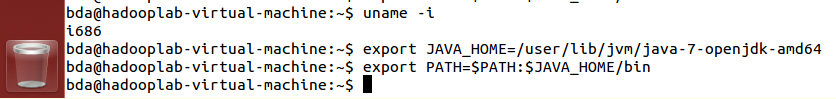 bda@hadooplab-virtual-machine:~$ uname -i
i686
bda@hadooplab-virtual-machine:~$ export JAVA_HOME=/user/lib/jvm/java-7-openjdk-amd64
bda@hadooplab-virtual-machine:~$ export PATH=$PATH:$JAVA_HOME/bin
bda@hadooplab-virtual-machine:~$